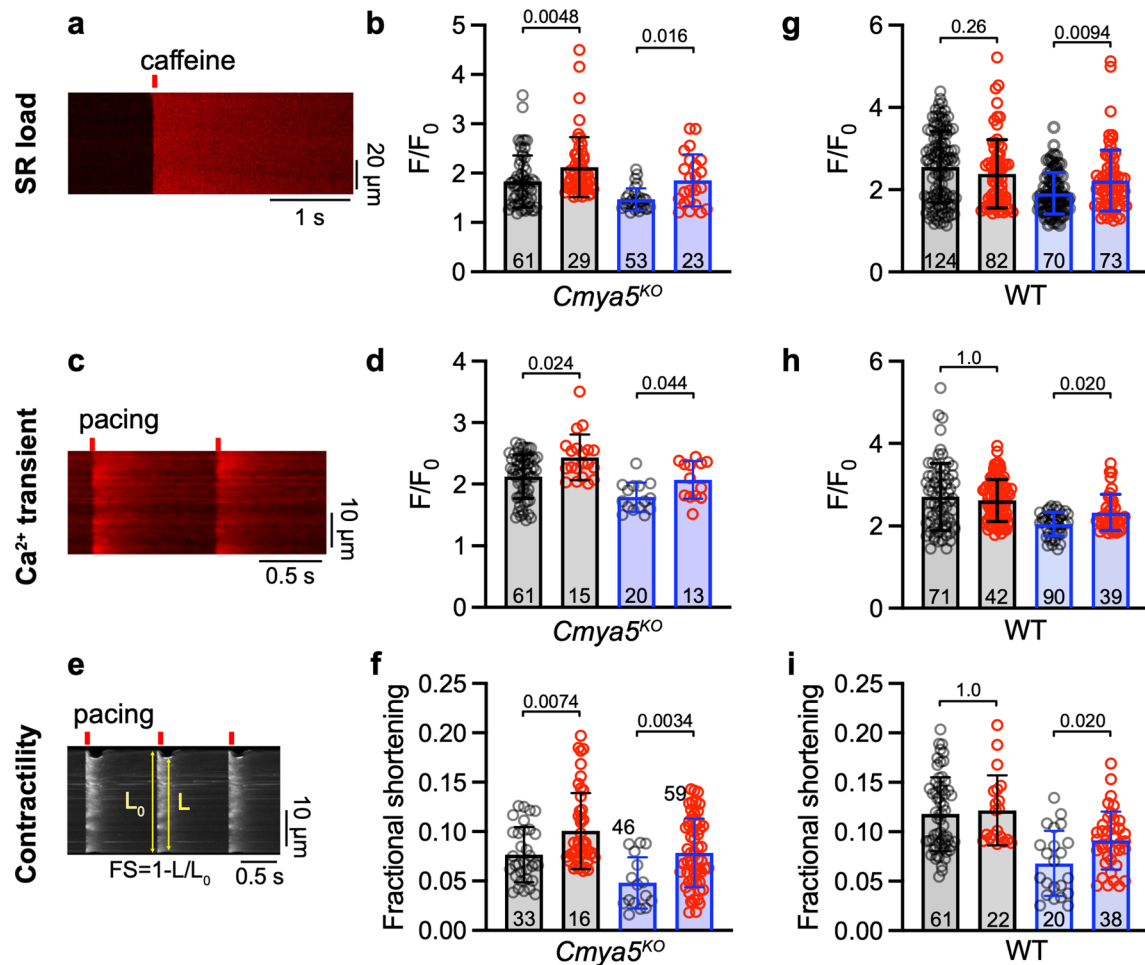 a
caffeine
SR load
20 µm
1 s
b
0.0048
0.016
5
4
3
2
1
0
F/F0
61
29
53
23
Cmya5KO
g
0.26
0.0094
6
4
2
0
F/F0
124
82
70
73
WT
c
pacing
Ca2+ transient
10 µm
0.5 s
d
0.024
0.044
4
3
2
1
0
F/F0
61
15
20
13
Cmya5KO
h
1.0
0.020
6
4
2
0
F/F0
71
42
90
39
WT
e
pacing
Contractility
L0
L
10 µm
FS=1-L/L0
0.5 s
f
0.0074
0.0034
0.25
0.20
0.15
0.10
0.05
0.00
Fractional shortening
46
59
33
16
Cmya5KO
i
1.0
0.020
0.25
0.20
0.15
0.10
0.05
0.00
Fractional shortening
61
22
20
38
WT